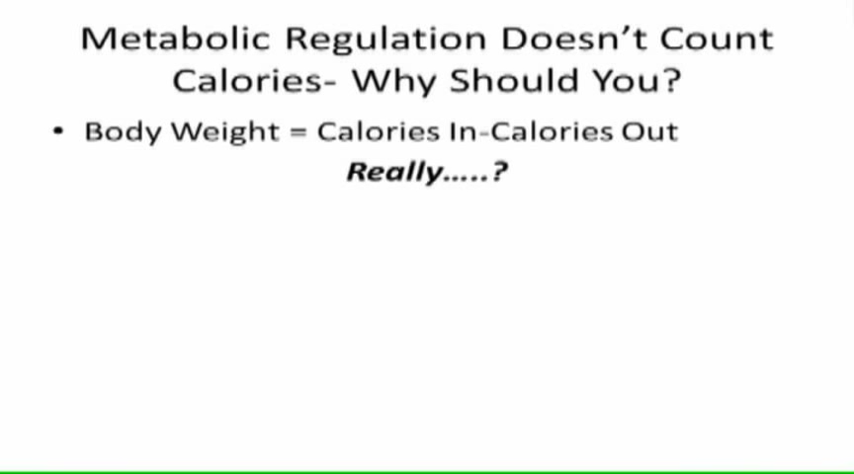 Metabolic Regulation Doesn't Count
Calories- Why Should You?
• Body Weight = Calories In-Calories Out
Really.....?